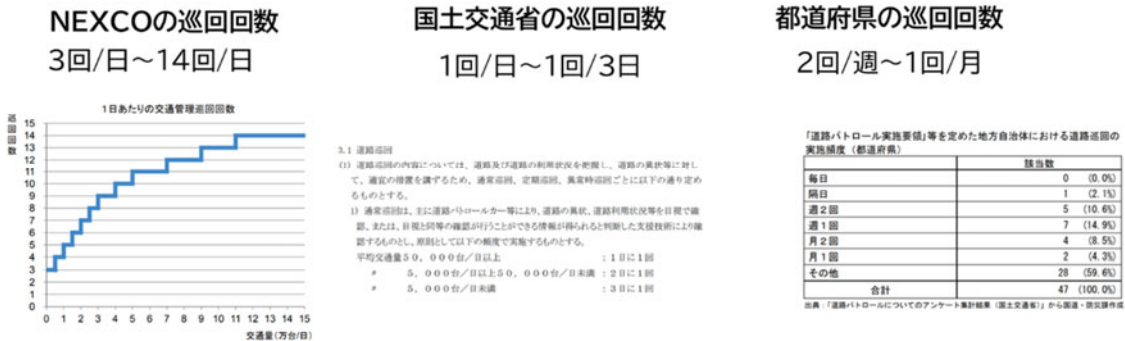 NEXCOの巡回回数
3回/日～14回/日
1日あたりの交通管理巡回回数
巡回回数
15
14
13
12
11
10
9
8
7
6
5
4
3
2
1
0
0 1 2 3 4 5 6 7 8 9 10 11 12 13 14 15
交通量(万台/日)
国土交通省の巡回回数
1回/日～1回/3日
3.1 道路巡回
(1) 道路巡回の内容については、道路及び道路の利用状況を把握し、道路の異状等に対し
て、適宜の措置を講ずるため、通常巡回、定期巡回、異常時巡回ごとに以下の通り定め
るものとする。
1) 通常巡回は、主に道路パトロールカー等により、道路の異状、道路利用状況等を目視で確
認、または、目視と同等の確認が行うことができる情報が得られると判断した支援技術により確
認するものとし、原則として以下の頻度で実施するものとする。
平均交通量50,000台/日以上 : 1日に1回
〃 5,000台/日以上50,000台/日未満 : 2日に1回
〃 5,000台/日未満 : 3日に1回
都道府県の巡回回数
2回/週～1回/月
「道路パトロール実施要領」等を定めた地方自治体における道路巡回の
実施頻度（都道府県）
該当数
毎日 0 (0.0%)
隔日 1 (2.1%)
週2回 5 (10.6%)
週1回 7 (14.9%)
月2回 4 (8.5%)
月1回 2 (4.3%)
その他 28 (59.6%)
合計 47 (100.0%)
出典：「道路パトロールについてのアンケート集計結果（国土交通省）」から国道・防災課作成